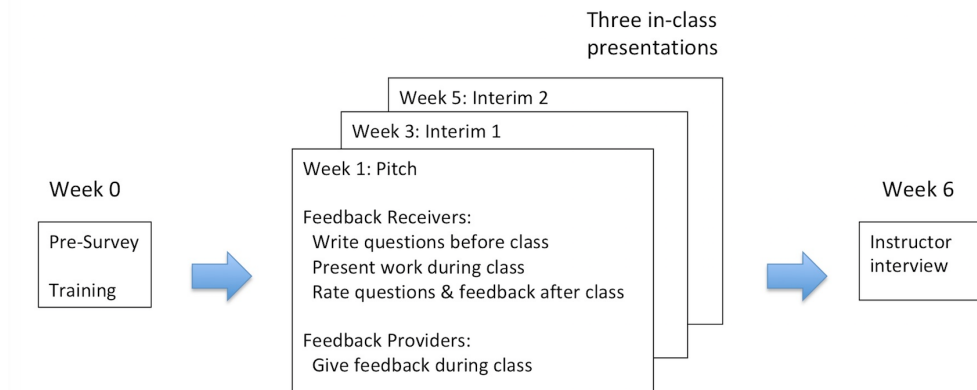 Three in-class
presentations
Week 5: Interim 2
Week 3: Interim 1
Week 1: Pitch
Feedback Receivers:
Write questions before class
Present work during class
Rate questions & feedback after class
Feedback Providers:
Give feedback during class
Week 0
Pre-Survey
Training
Week 6
Instructor
interview